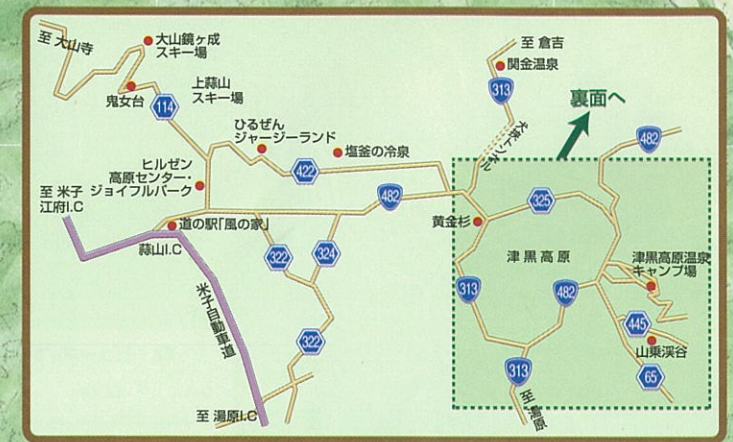 至 大山寺
大山鏡ヶ成
スキー場
鬼女台
上蒜山
スキー場
114
ひるぜん
ジャージーランド
塩釜の冷泉
422
ヒルゼン
高原センター・
ジョイフルパーク
至 米子
江府I.C
道の駅「風の家」
蒜山I.C
米子自動車道
322
324
322
至 湯原I.C
482
至 倉吉
関金温泉
313
犬挟トンネル
裏面へ
482
325
黄金杉
津黒高原
津黒高原温泉
キャンプ場
313
482
445
山乗渓谷
65
313
至 湯原